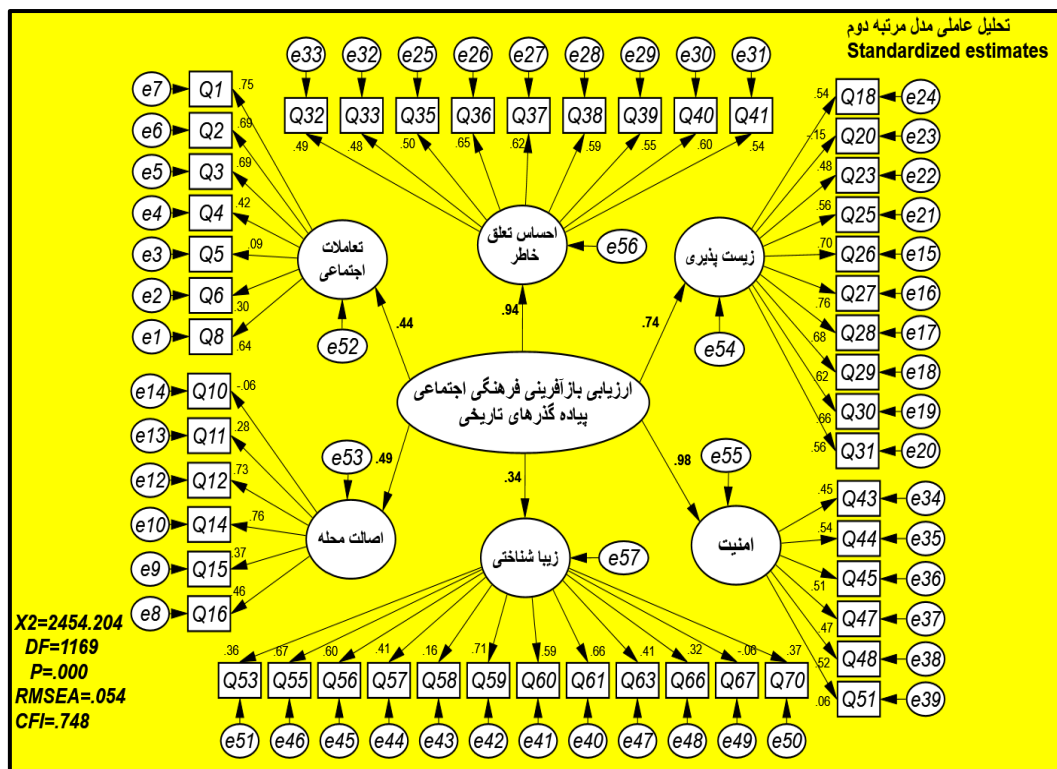 تحلیل عاملی مدل مرتبه دوم
Standardized estimates
e33 e32 e25 e26 e27 e28 e29 e30 e31
Q32 Q33 Q35 Q36 Q37 Q38 Q39 Q40 Q41
.49 .48 .50 .65 .62 .59 .55 .60 .54
احساس تعلق
خاطر
e56
.94
e7 Q1 .75
e6 Q2 .69
e5 Q3 .69
e4 Q4 .42
e3 Q5 .09
e2 Q6 .30
e1 Q8 .64
تعاملات
اجتماعی
e52
.44
.54 Q18 e24
-.15 Q20 e23
.48 Q23 e22
.56 Q25 e21
.70 Q26 e15
.76 Q27 e16
.68 Q28 e17
.62 Q29 e18
.66 Q30 e19
.56 Q31 e20
زیست پذیری
e54
.74
ارزیابی بازآفرینی فرهنگی اجتماعی
پیاده گذرهای تاریخی
e14 Q10 -.06
e13 Q11 .28
e12 Q12 .73
e10 Q14 .76
e9 Q15 .37
e8 Q16 .46
اصالت محله
e53
.49
.45 Q43 e34
.54 Q44 e35
.51 Q45 e36
.47 Q47 e37
.52 Q48 e38
.06 Q51 e39
امنیت
e55
.98
.34
زیبا شناختی
e57
.36 .67 .60 .41 .16 .71 .59 .66 .41 .32 -.06 .37
Q53 Q55 Q56 Q57 Q58 Q59 Q60 Q61 Q63 Q66 Q67 Q70
e51 e46 e45 e44 e43 e42 e41 e40 e47 e48 e49 e50
X2=2454.204
DF=1169
P=.000
RMSEA=.054
CFI=.748